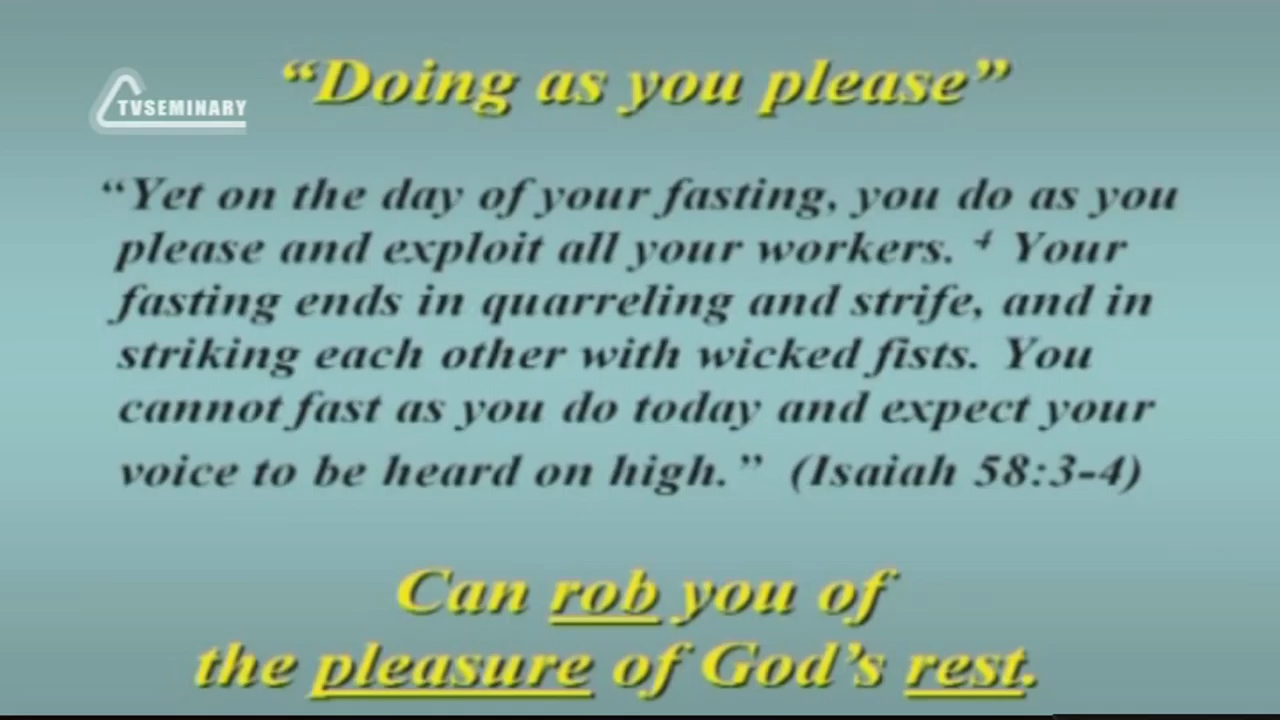 TVSEMINARY
“Doing as you please”
“Yet on the day of your fasting, you do as you
please and exploit all your workers. ⁴ Your
fasting ends in quarreling and strife, and in
striking each other with wicked fists. You
cannot fast as you do today and expect your
voice to be heard on high.” (Isaiah 58:3-4)
Can rob you of
the pleasure of God’s rest.